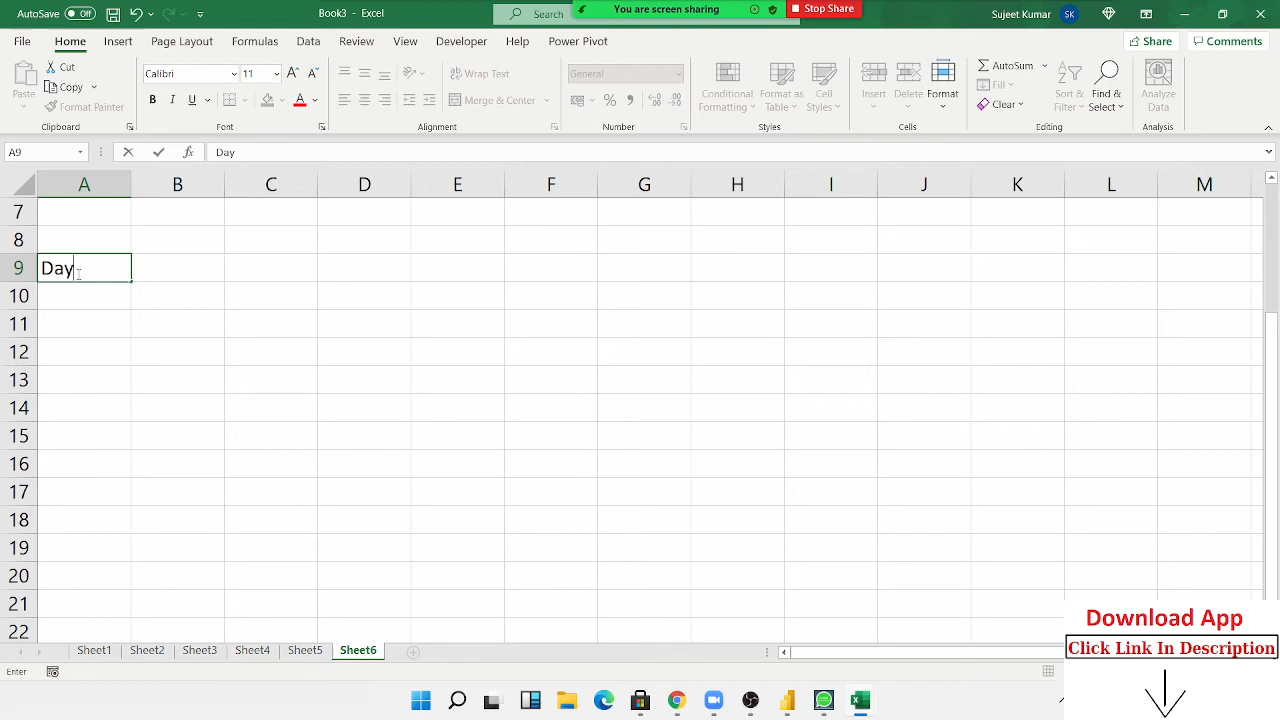 AutoSave Off Book3 - Excel Search You are screen sharing Stop Share Sujeet Kumar SK
File Home Insert Page Layout Formulas Data Review View Developer Help Power Pivot Share Comments
Paste Cut Copy Format Painter Clipboard
Calibri 11 B I U A Font
Wrap Text Merge & Center Alignment
General % Number
Conditional Formatting Format as Table Cell Styles Styles
Insert Delete Format Cells
AutoSum Fill Clear Sort & Filter Find & Select Editing
Analyze Data Analysis
A9 fx Day
A B C D E F G H I J K L M
7
8
9 Day
10
11
12
13
14
15
16
17
18
19
20
21
22
Download App
Click Link In Description
Sheet1 Sheet2 Sheet3 Sheet4 Sheet5 Sheet6
Enter